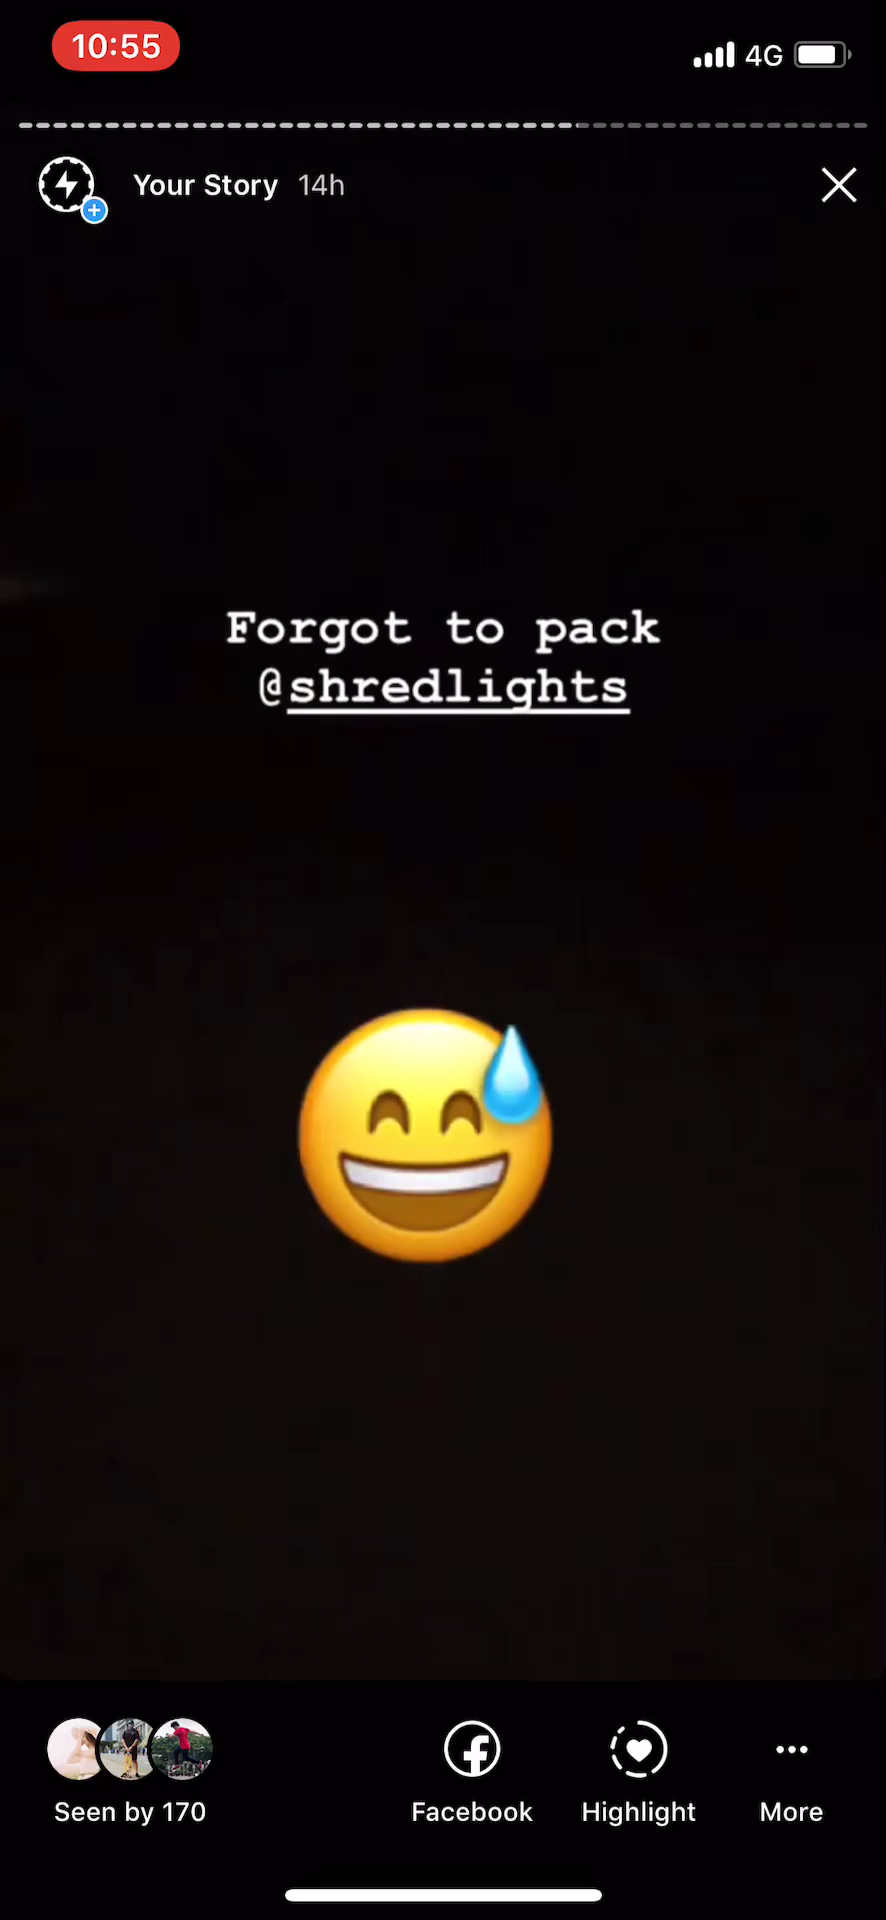 10:55
4G
Your Story 14h
Forgot to pack
@shredlights
Seen by 170
Facebook
Highlight
More